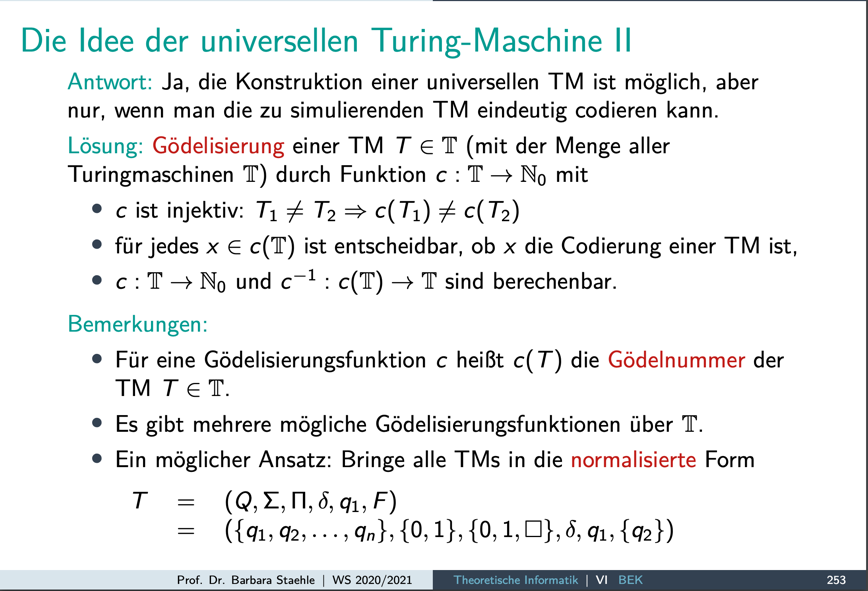 Die Idee der universellen Turing-Maschine II
Antwort: Ja, die Konstruktion einer universellen TM ist möglich, aber
nur, wenn man die zu simulierenden TM eindeutig codieren kann.
Lösung: Gödelisierung einer TM T ∈ 𝕋 (mit der Menge aller
Turingmaschinen 𝕋) durch Funktion c : 𝕋 → ℕ₀ mit
• c ist injektiv: T₁ ≠ T₂ ⇒ c(T₁) ≠ c(T₂)
• für jedes x ∈ c(𝕋) ist entscheidbar, ob x die Codierung einer TM ist,
• c : 𝕋 → ℕ₀ und c⁻¹ : c(𝕋) → 𝕋 sind berechenbar.
Bemerkungen:
• Für eine Gödelisierungsfunktion c heißt c(T) die Gödelnummer der
TM T ∈ 𝕋.
• Es gibt mehrere mögliche Gödelisierungsfunktionen über 𝕋.
• Ein möglicher Ansatz: Bringe alle TMs in die normalisierte Form
T = (Q, Σ, Π, δ, q₁, F)
= ({q₁, q₂, . . . , qₙ}, {0, 1}, {0, 1, □}, δ, q₁, {q₂})
Prof. Dr. Barbara Staehle | WS 2020/2021 Theoretische Informatik | VI BEK 253